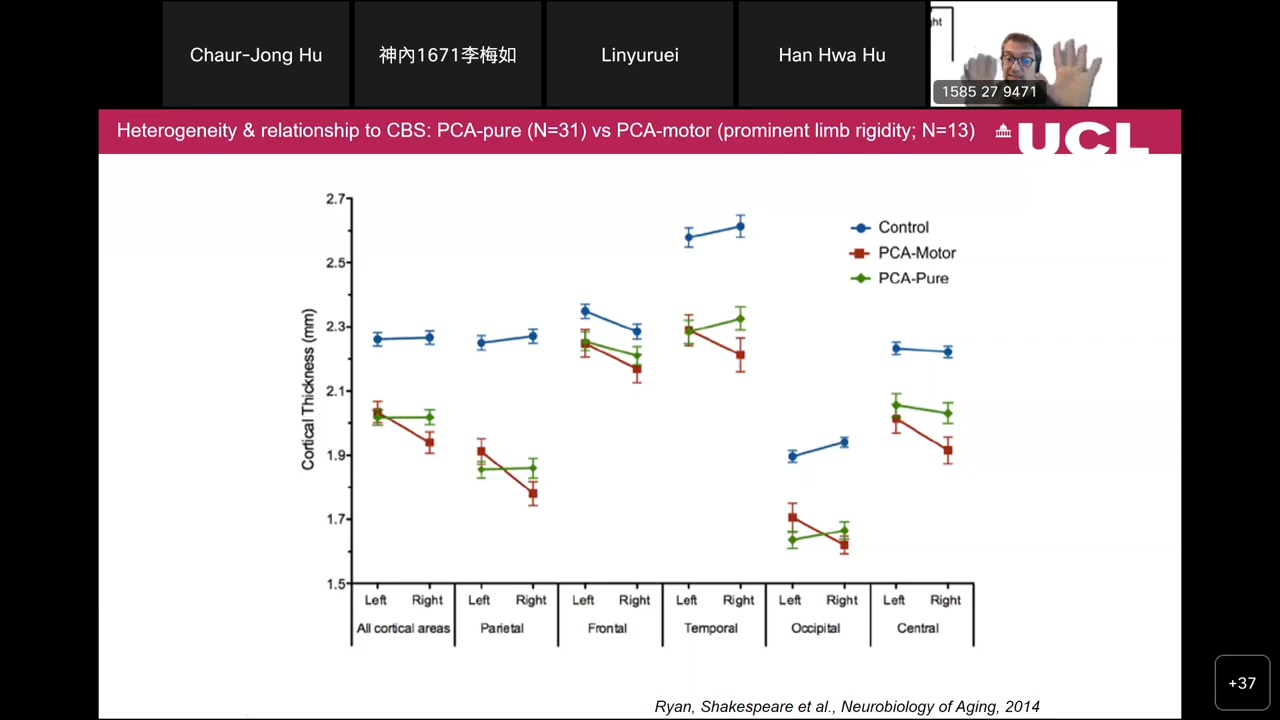 Chaur-Jong Hu
神內1671李梅如
Linyuruei
Han Hwa Hu
ght
1585 27 9471
Heterogeneity & relationship to CBS: PCA-pure (N=31) vs PCA-motor (prominent limb rigidity; N=13)
UCL
Control
PCA-Motor
PCA-Pure
Cortical Thickness (mm)
2.7
2.5
2.3
2.1
1.9
1.7
1.5
Left Right Left Right Left Right Left Right Left Right Left Right
All cortical areas Parietal Frontal Temporal Occipital Central
Ryan, Shakespeare et al., Neurobiology of Aging, 2014
+37